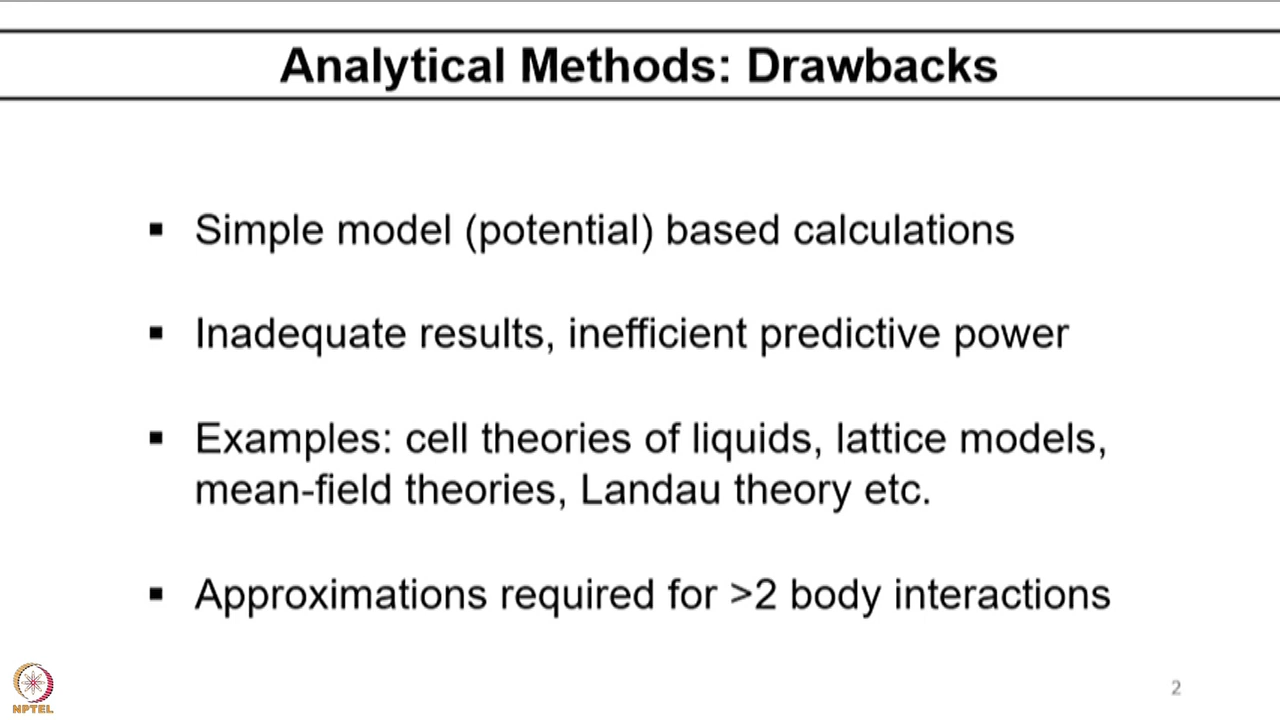 Analytical Methods: Drawbacks
▪ Simple model (potential) based calculations
▪ Inadequate results, inefficient predictive power
▪ Examples: cell theories of liquids, lattice models,
mean-field theories, Landau theory etc.
▪ Approximations required for >2 body interactions
NPTEL
2